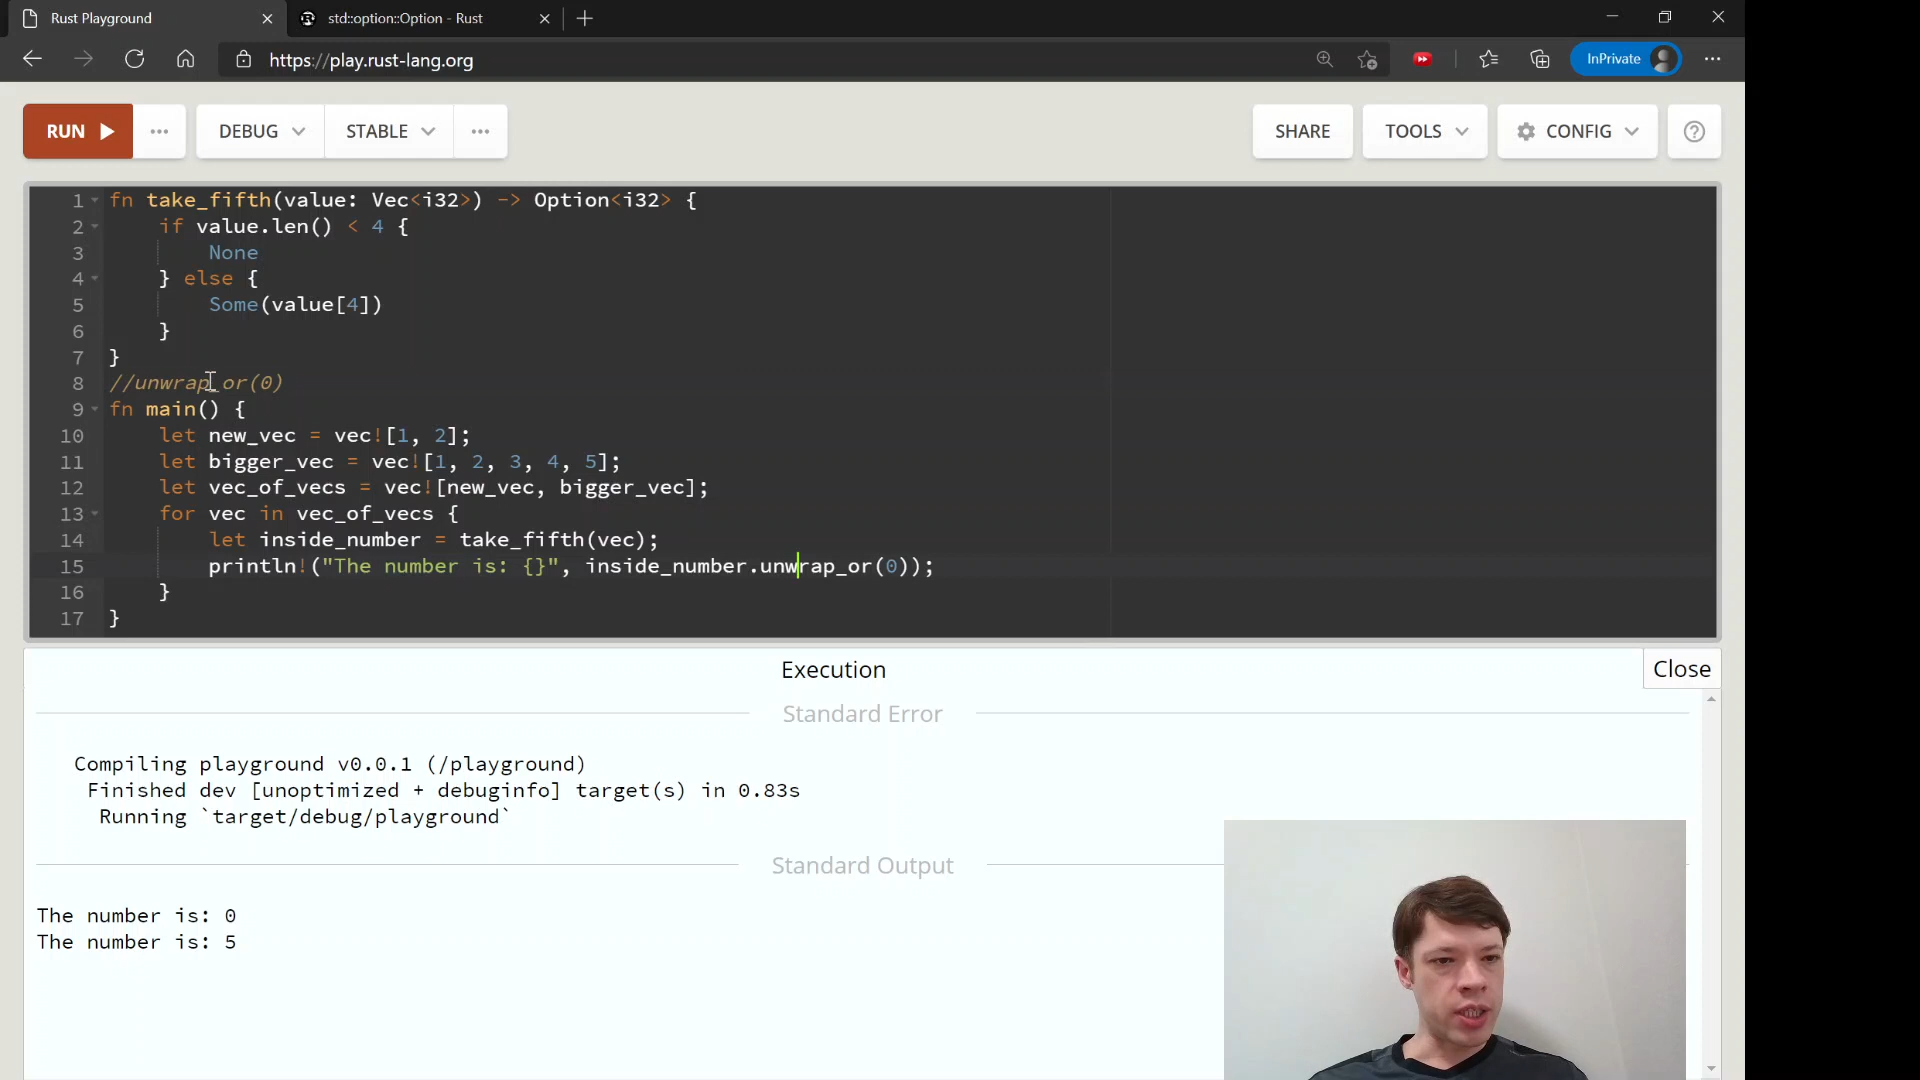 Rust Playground
std::option::Option - Rust
https://play.rust-lang.org
InPrivate
RUN
DEBUG
STABLE
SHARE
TOOLS
CONFIG
1 fn take_fifth(value: Vec<i32>) -> Option<i32> {
2 if value.len() < 4 {
3 None
4 } else {
5 Some(value[4])
6 }
7 }
8 //unwrap_or(0)
9 fn main() {
10 let new_vec = vec![1, 2];
11 let bigger_vec = vec![1, 2, 3, 4, 5];
12 let vec_of_vecs = vec![new_vec, bigger_vec];
13 for vec in vec_of_vecs {
14 let inside_number = take_fifth(vec);
15 println!("The number is: {}", inside_number.unwrap_or(0));
16 }
17 }
Execution
Close
Standard Error
Compiling playground v0.0.1 (/playground)
Finished dev [unoptimized + debuginfo] target(s) in 0.83s
Running `target/debug/playground`
Standard Output
The number is: 0
The number is: 5